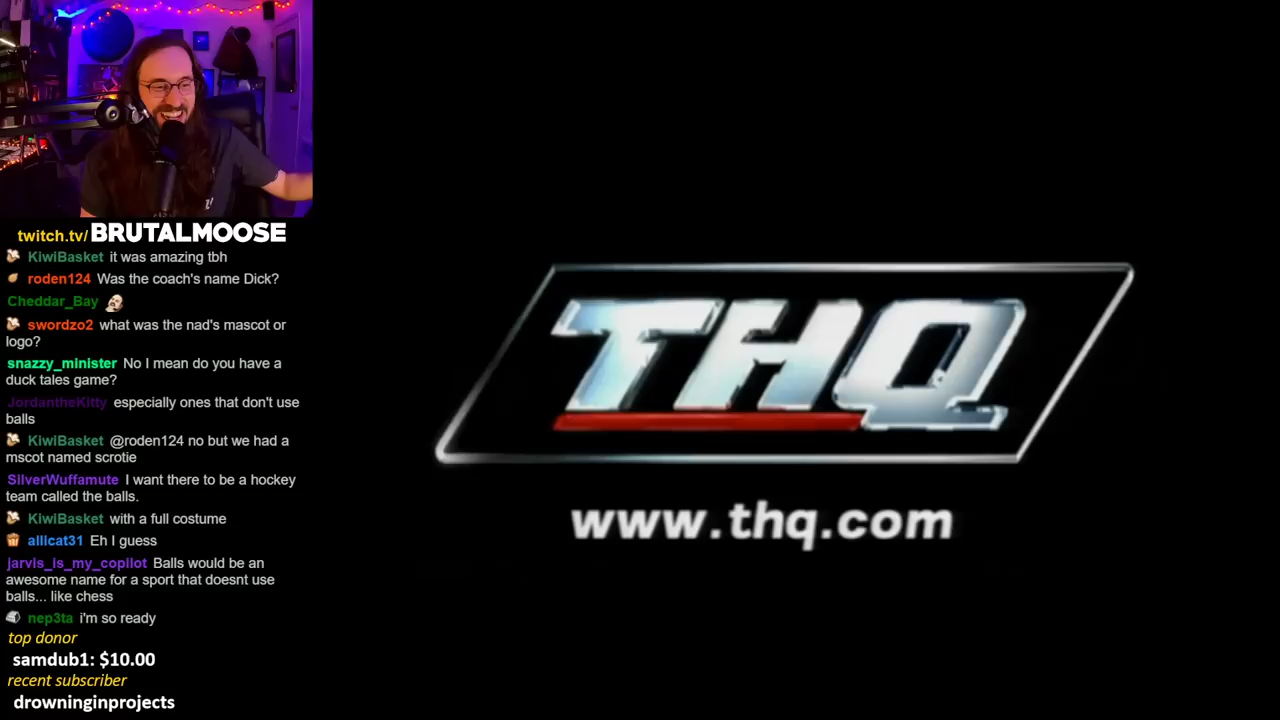 twitch.tv/BRUTALMOOSE
KiwiBasket it was amazing tbh
roden124 Was the coach's name Dick?
Cheddar_Bay
swordzo2 what was the nad's mascot or
logo?
snazzy_minister No I mean do you have a
duck tales game?
JordantheKitty especially ones that don't use
balls
KiwiBasket @roden124 no but we had a
mscot named scrotie
SilverWuffamute I want there to be a hockey
team called the balls.
KiwiBasket with a full costume
allicat31 Eh I guess
jarvis_is_my_copilot Balls would be an
awesome name for a sport that doesnt use
balls... like chess
nep3ta i'm so ready
top donor
samdub1: $10.00
recent subscriber
drowninginprojects
THQ
www.thq.com